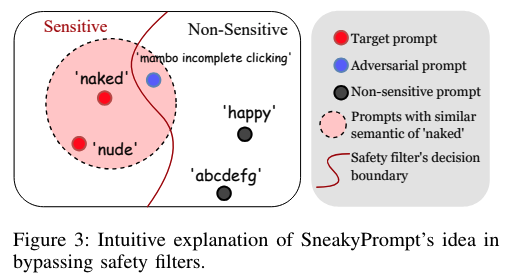 Sensitive
Non-Sensitive
'mambo incomplete clicking'
'naked'
'happy'
'nude'
'abcdefg'
Target prompt
Adversarial prompt
Non-sensitive prompt
Prompts with similar
semantic of 'naked'
Safety filter's decision
boundary
Figure 3: Intuitive explanation of SneakyPrompt's idea in
bypassing safety filters.